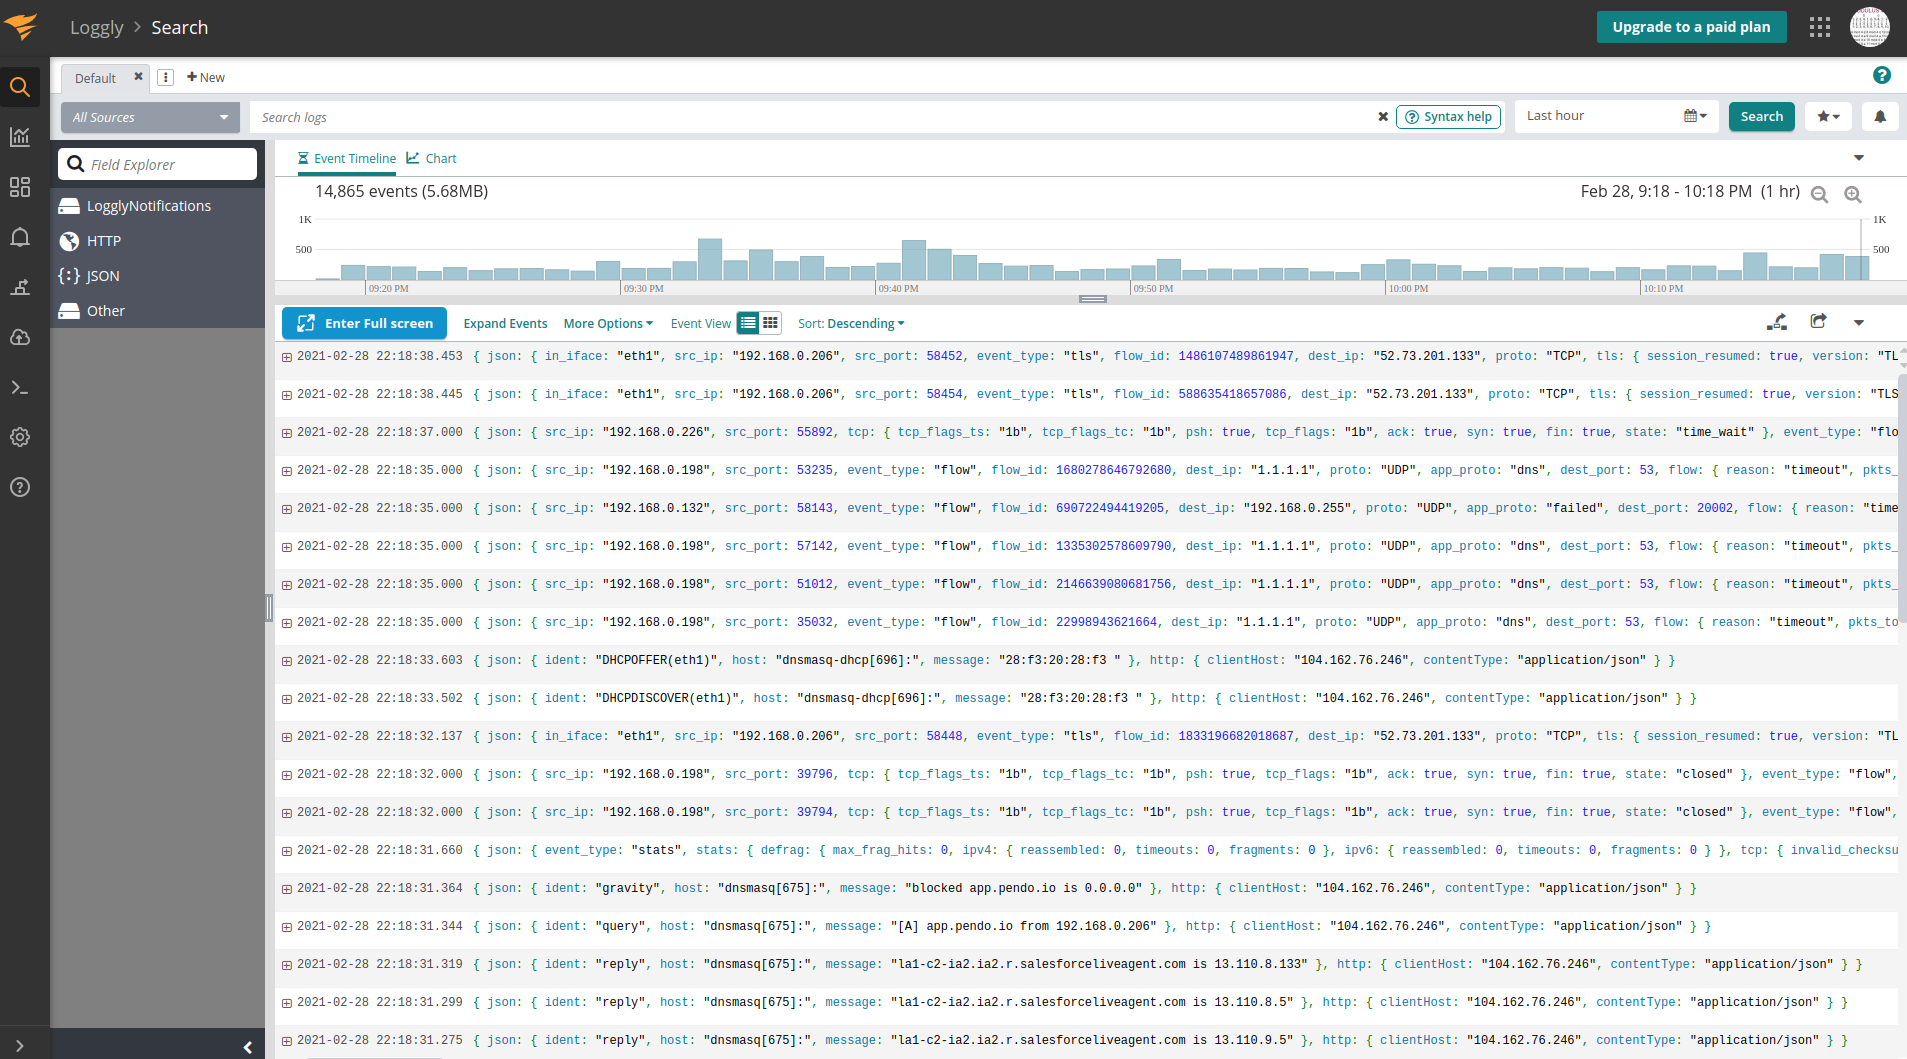 Loggly > Search
Upgrade to a paid plan
Default
New
All Sources
Search logs
Syntax help
Last hour
Search
Field Explorer
LogglyNotifications
HTTP
JSON
Other
Event Timeline
Chart
14,865 events (5.68MB)
Feb 28, 9:18 - 10:18 PM (1 hr)
1K
1K
500
500
09:20 PM 09:30 PM 09:40 PM 09:50 PM 10:00 PM 10:10 PM
Enter Full screen Expand Events More Options Event View Sort: Descending
2021-02-28 22:18:38.453 { json: { in_iface: "eth1", src_ip: "192.168.0.206", src_port: 58452, event_type: "tls", flow_id: 1486107489861947, dest_ip: "52.73.201.133", proto: "TCP", tls: { session_resumed: true, version: "TL
2021-02-28 22:18:38.445 { json: { in_iface: "eth1", src_ip: "192.168.0.206", src_port: 58454, event_type: "tls", flow_id: 588635418657086, dest_ip: "52.73.201.133", proto: "TCP", tls: { session_resumed: true, version: "TLS
2021-02-28 22:18:37.000 { json: { src_ip: "192.168.0.226", src_port: 55892, tcp: { tcp_flags_ts: "1b", tcp_flags_tc: "1b", psh: true, tcp_flags: "1b", ack: true, syn: true, fin: true, state: "time_wait" }, event_type: "flo
2021-02-28 22:18:35.000 { json: { src_ip: "192.168.0.198", src_port: 53235, event_type: "flow", flow_id: 1680278646792680, dest_ip: "1.1.1.1", proto: "UDP", app_proto: "dns", dest_port: 53, flow: { reason: "timeout", pkts_
2021-02-28 22:18:35.000 { json: { src_ip: "192.168.0.132", src_port: 58143, event_type: "flow", flow_id: 690722494419205, dest_ip: "192.168.0.255", proto: "UDP", app_proto: "failed", dest_port: 20002, flow: { reason: "time
2021-02-28 22:18:35.000 { json: { src_ip: "192.168.0.198", src_port: 57142, event_type: "flow", flow_id: 1335302578609790, dest_ip: "1.1.1.1", proto: "UDP", app_proto: "dns", dest_port: 53, flow: { reason: "timeout", pkts_
2021-02-28 22:18:35.000 { json: { src_ip: "192.168.0.198", src_port: 51012, event_type: "flow", flow_id: 2146639080681756, dest_ip: "1.1.1.1", proto: "UDP", app_proto: "dns", dest_port: 53, flow: { reason: "timeout", pkts_
2021-02-28 22:18:35.000 { json: { src_ip: "192.168.0.198", src_port: 35032, event_type: "flow", flow_id: 22998943621664, dest_ip: "1.1.1.1", proto: "UDP", app_proto: "dns", dest_port: 53, flow: { reason: "timeout", pkts_to
2021-02-28 22:18:33.603 { json: { ident: "DHCPOFFER(eth1)", host: "dnsmasq-dhcp[696]:", message: "28:f3:20:28:f3 " }, http: { clientHost: "104.162.76.246", contentType: "application/json" } }
2021-02-28 22:18:33.502 { json: { ident: "DHCPDISCOVER(eth1)", host: "dnsmasq-dhcp[696]:", message: "28:f3:20:28:f3 " }, http: { clientHost: "104.162.76.246", contentType: "application/json" } }
2021-02-28 22:18:32.137 { json: { in_iface: "eth1", src_ip: "192.168.0.206", src_port: 58448, event_type: "tls", flow_id: 1833196682018687, dest_ip: "52.73.201.133", proto: "TCP", tls: { session_resumed: true, version: "TL
2021-02-28 22:18:32.000 { json: { src_ip: "192.168.0.198", src_port: 39796, tcp: { tcp_flags_ts: "1b", tcp_flags_tc: "1b", psh: true, tcp_flags: "1b", ack: true, syn: true, fin: true, state: "closed" }, event_type: "flow",
2021-02-28 22:18:32.000 { json: { src_ip: "192.168.0.198", src_port: 39794, tcp: { tcp_flags_ts: "1b", tcp_flags_tc: "1b", psh: true, tcp_flags: "1b", ack: true, syn: true, fin: true, state: "closed" }, event_type: "flow",
2021-02-28 22:18:31.660 { json: { event_type: "stats", stats: { defrag: { max_frag_hits: 0, ipv4: { reassembled: 0, timeouts: 0, fragments: 0 }, ipv6: { reassembled: 0, timeouts: 0, fragments: 0 } }, tcp: { invalid_checksu
2021-02-28 22:18:31.364 { json: { ident: "gravity", host: "dnsmasq[675]:", message: "blocked app.pendo.io is 0.0.0.0" }, http: { clientHost: "104.162.76.246", contentType: "application/json" } }
2021-02-28 22:18:31.344 { json: { ident: "query", host: "dnsmasq[675]:", message: "[A] app.pendo.io from 192.168.0.206" }, http: { clientHost: "104.162.76.246", contentType: "application/json" } }
2021-02-28 22:18:31.319 { json: { ident: "reply", host: "dnsmasq[675]:", message: "la1-c2-ia2.ia2.r.salesforceliveagent.com is 13.110.8.133" }, http: { clientHost: "104.162.76.246", contentType: "application/json" } }
2021-02-28 22:18:31.299 { json: { ident: "reply", host: "dnsmasq[675]:", message: "la1-c2-ia2.ia2.r.salesforceliveagent.com is 13.110.8.5" }, http: { clientHost: "104.162.76.246", contentType: "application/json" } }
2021-02-28 22:18:31.275 { json: { ident: "reply", host: "dnsmasq[675]:", message: "la1-c2-ia2.ia2.r.salesforceliveagent.com is 13.110.9.5" }, http: { clientHost: "104.162.76.246", contentType: "application/json" } }